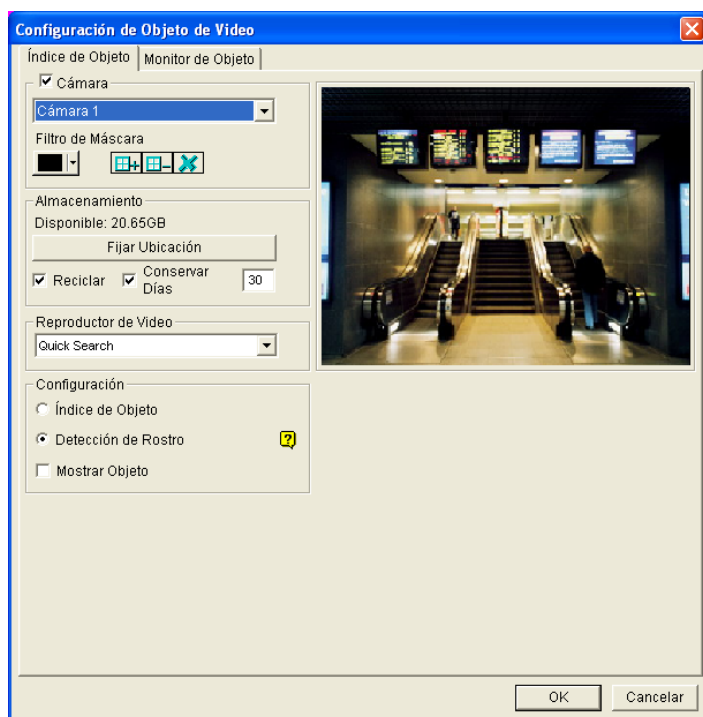 Configuración de Objeto de Video
Índice de Objeto
Monitor de Objeto
Cámara
Cámara 1
Filtro de Máscara
Almacenamiento
Disponible: 20.65GB
Fijar Ubicación
Reciclar
Conservar
Días
30
Reproductor de Video
Quick Search
Configuración
Índice de Objeto
Detección de Rostro
?
Mostrar Objeto
OK
Cancelar